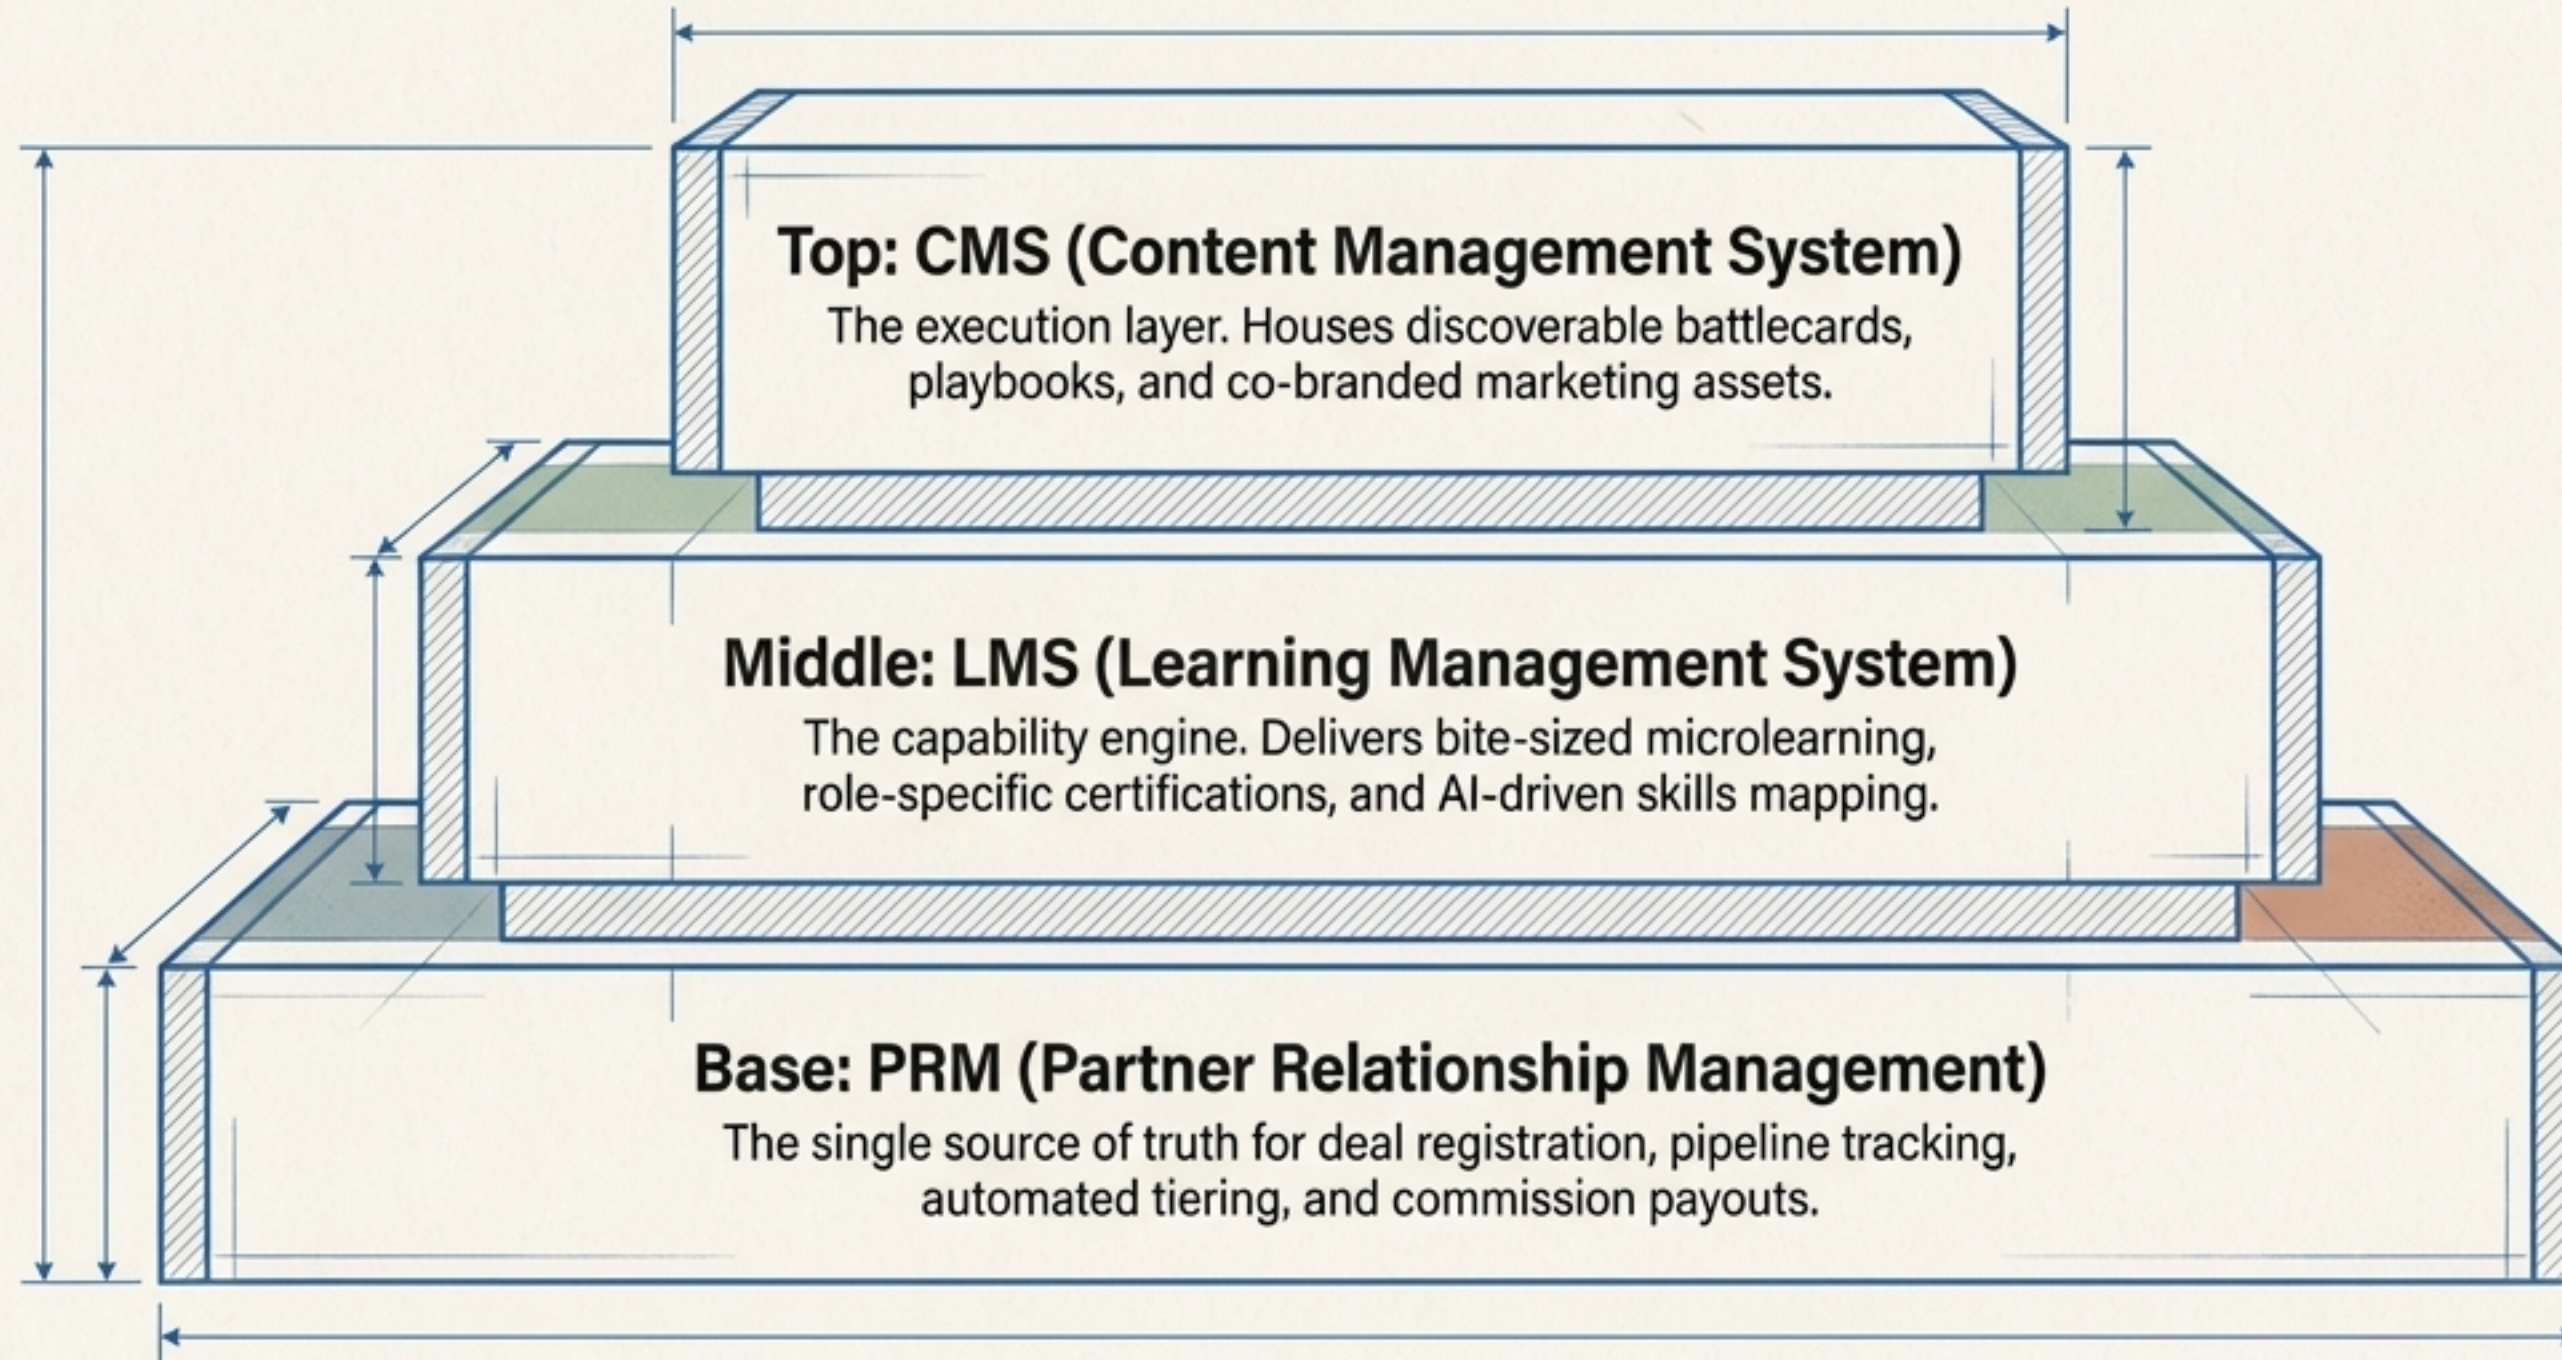 Top: CMS (Content Management System)
The execution layer. Houses discoverable battlecards,
playbooks, and co-branded marketing assets.
Middle: LMS (Learning Management System)
The capability engine. Delivers bite-sized microlearning,
role-specific certifications, and AI-driven skills mapping.
Base: PRM (Partner Relationship Management)
The single source of truth for deal registration, pipeline tracking,
automated tiering, and commission payouts.